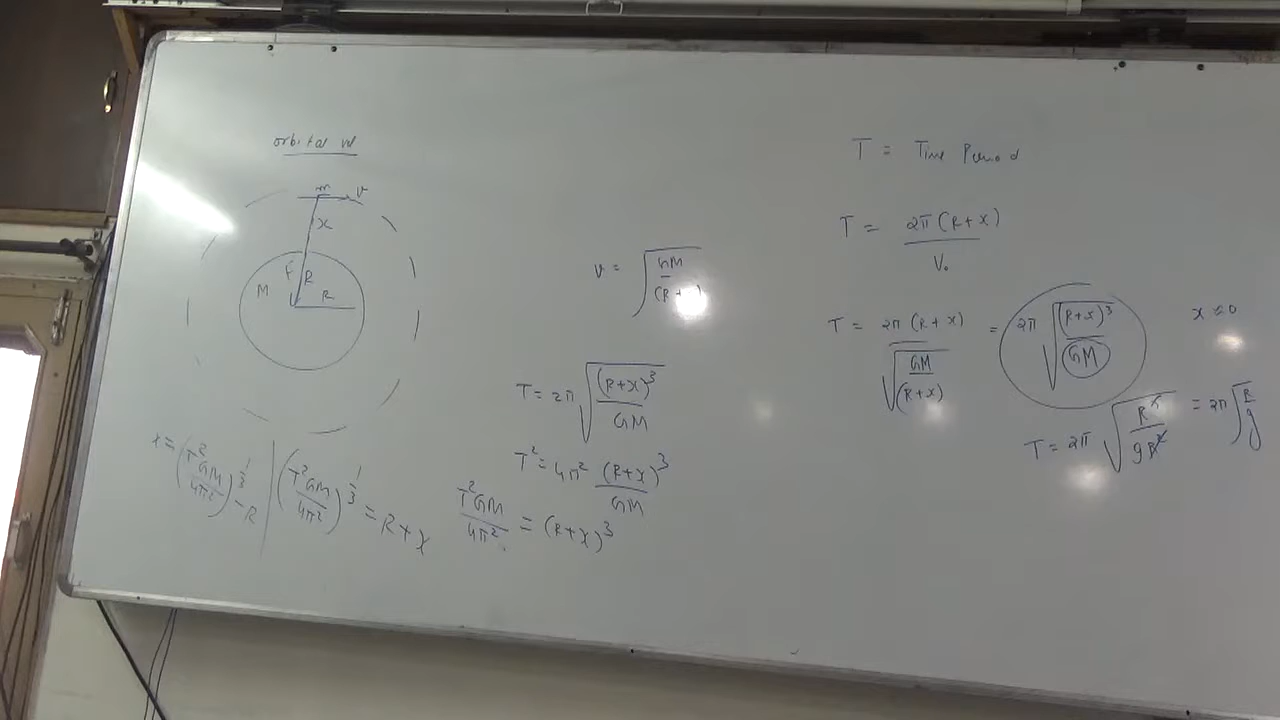 orbital vel
m v
x
F R
M R
v = √(GM/(R+
T = 2π √((R+x)³/GM)
T² = 4π² (R+x)³/GM
T²GM/4π² = (R+x)³
(T²GM/4π²)^(1/3) = R+x
x = (T²GM/4π²)^(1/3) - R
T = Time Period
T = 2π(R+x)/V₀
T = 2π(R+x)/√(GM/(R+x)) = 2π √((R+x)³/GM) x≈0
T = 2π √(R³/gR²) = 2π √(R/g)